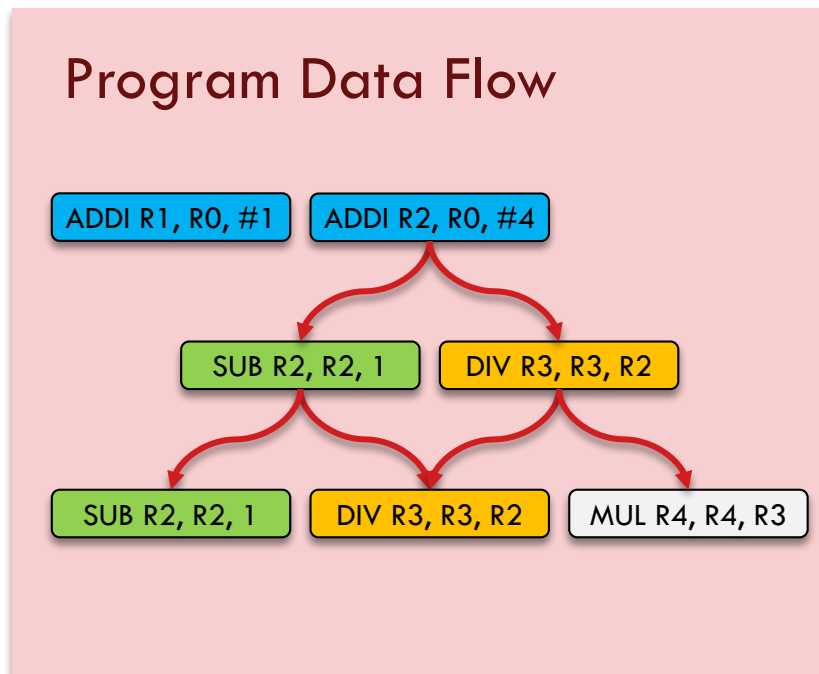 Program Data Flow
ADDI R1, R0, #1
ADDI R2, R0, #4
SUB R2, R2, 1
DIV R3, R3, R2
SUB R2, R2, 1
DIV R3, R3, R2
MUL R4, R4, R3